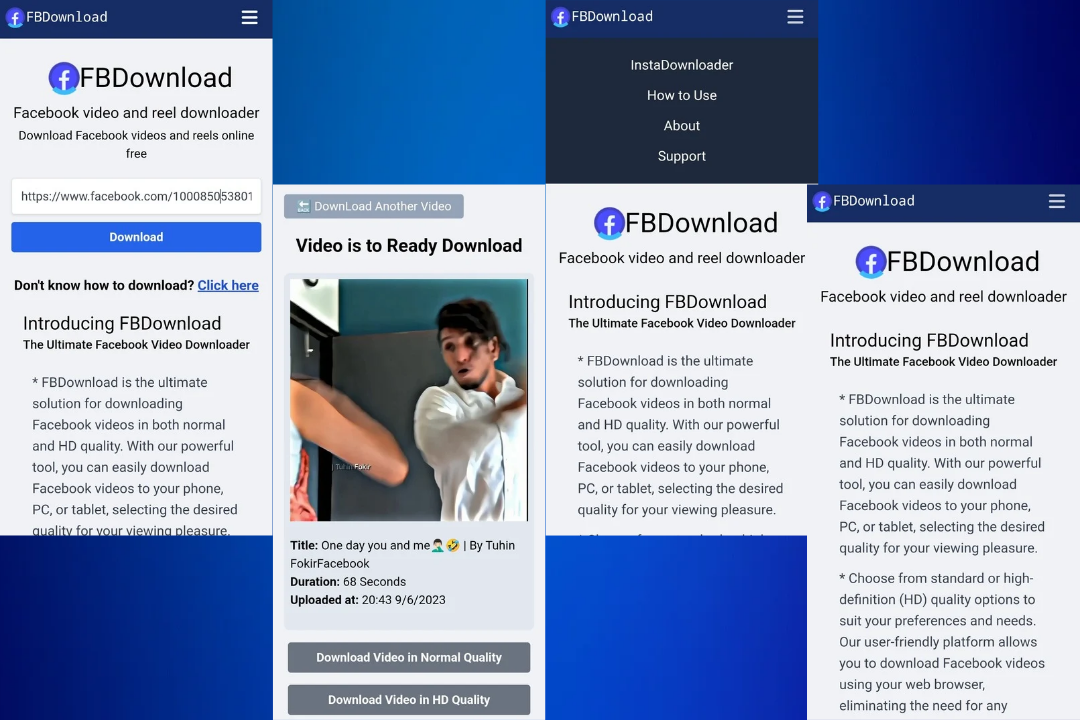 FBDownload
FBDownload
Facebook video and reel downloader
Download Facebook videos and reels online
free
https://www.facebook.com/100085053801
Download
Don't know how to download? Click here
Introducing FBDownload
The Ultimate Facebook Video Downloader
* FBDownload is the ultimate
solution for downloading
Facebook videos in both normal
and HD quality. With our powerful
tool, you can easily download
Facebook videos to your phone,
PC, or tablet, selecting the desired
quality for your viewing pleasure.
BACK DownLoad Another Video
Video is to Ready Download
| Tuhin Fokir
Title: One day you and me🤦🏻‍♂️🤣 | By Tuhin
FokirFacebook
Duration: 68 Seconds
Uploaded at: 20:43 9/6/2023
Download Video in Normal Quality
Download Video in HD Quality
FBDownload
InstaDownloader
How to Use
About
Support
FBDownload
Facebook video and reel downloader
Introducing FBDownload
The Ultimate Facebook Video Downloader
* FBDownload is the ultimate
solution for downloading
Facebook videos in both normal
and HD quality. With our powerful
tool, you can easily download
Facebook videos to your phone,
PC, or tablet, selecting the desired
quality for your viewing pleasure.
FBDownload
FBDownload
Facebook video and reel downloader
Introducing FBDownload
The Ultimate Facebook Video Downloader
* FBDownload is the ultimate
solution for downloading
Facebook videos in both normal
and HD quality. With our powerful
tool, you can easily download
Facebook videos to your phone,
PC, or tablet, selecting the desired
quality for your viewing pleasure.
* Choose from standard or high-
definition (HD) quality options to
suit your preferences and needs.
Our user-friendly platform allows
you to download Facebook videos
using your web browser,
eliminating the need for any